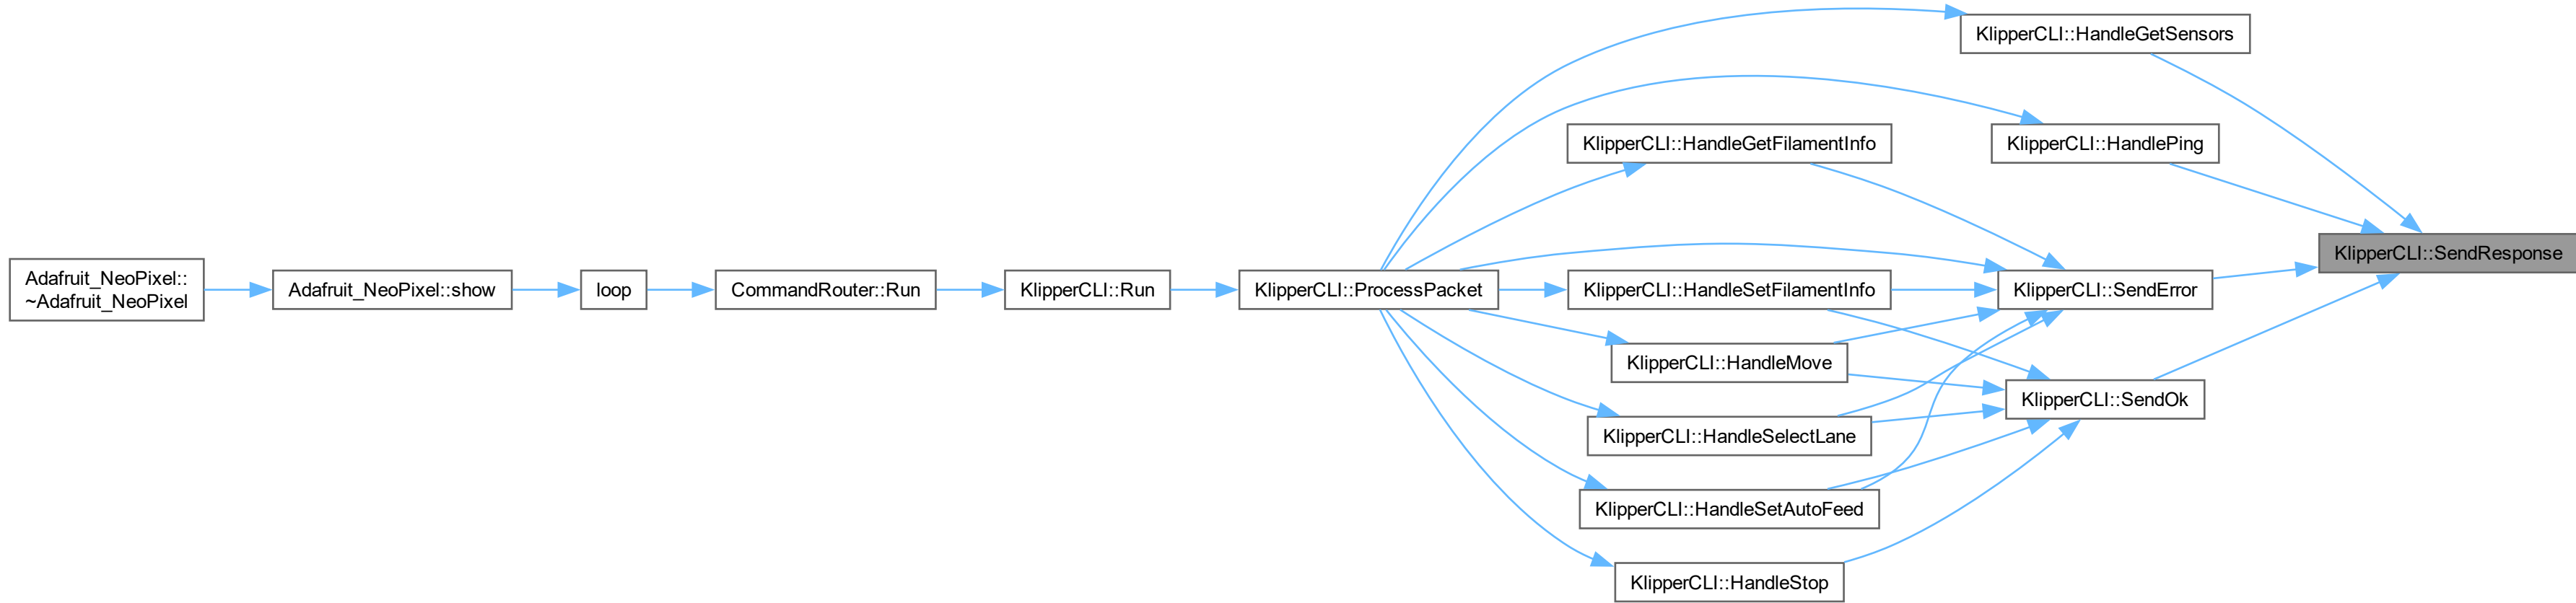 Adafruit_NeoPixel::
~Adafruit_NeoPixel
Adafruit_NeoPixel::show
loop
CommandRouter::Run
KlipperCLI::Run
KlipperCLI::ProcessPacket
KlipperCLI::HandleGetFilamentInfo
KlipperCLI::HandleSetFilamentInfo
KlipperCLI::HandleMove
KlipperCLI::HandleSelectLane
KlipperCLI::HandleSetAutoFeed
KlipperCLI::HandleStop
KlipperCLI::HandleGetSensors
KlipperCLI::HandlePing
KlipperCLI::SendError
KlipperCLI::SendOk
KlipperCLI::SendResponse